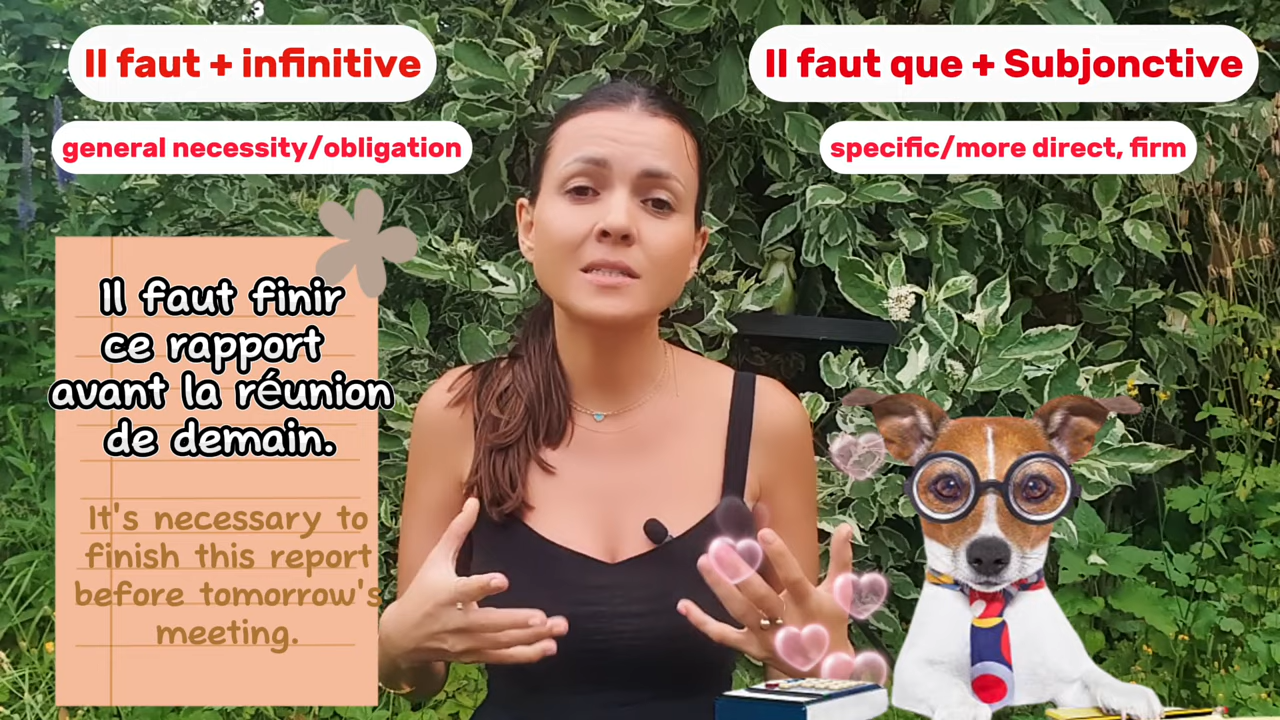 Il faut + infinitive
general necessity/obligation
Il faut que + Subjonctive
specific/more direct, firm
Il faut finir
ce rapport
avant la réunion
de demain.
It's necessary to
finish this report
before tomorrow's
meeting.